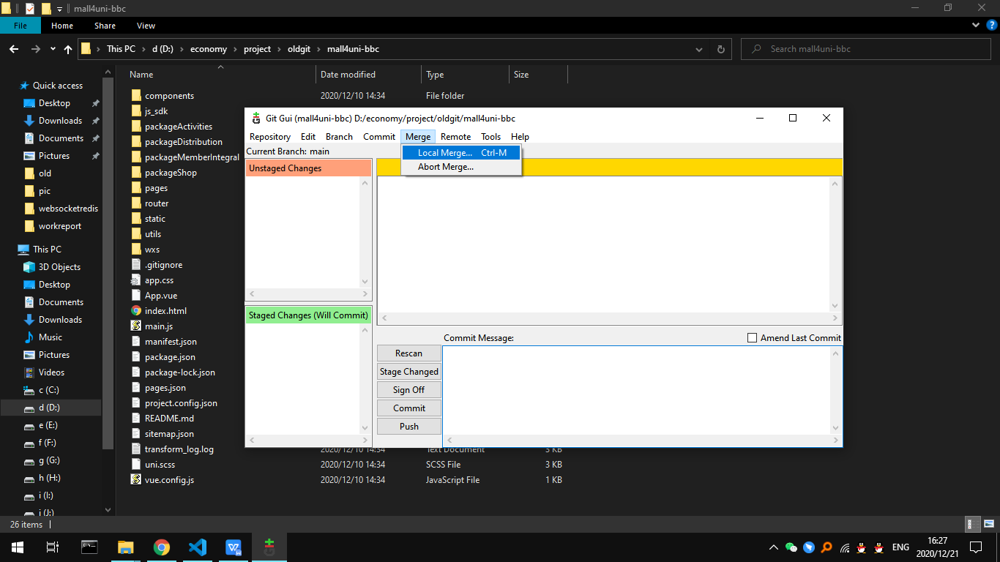 mall4uni-bbc
File Home Share View
This PC d (D:) economy project oldgit mall4uni-bbc
Search mall4uni-bbc
Quick access
Desktop
Downloads
Documents
Pictures
old
pic
websocketredis
workreport
This PC
3D Objects
Desktop
Documents
Downloads
Music
Pictures
Videos
c (C:)
d (D:)
e (E:)
f (F:)
g (G:)
h (H:)
i (I:)
j (J:)
Name Date modified Type Size
components 2020/12/10 14:34 File folder
js_sdk
packageActivities
packageDistribution
packageMemberIntegral
packageShop
pages
router
static
utils
wxs
.gitignore
app.css
App.vue
index.html
main.js
manifest.json
package.json
package-lock.json
pages.json
project.config.json
README.md
sitemap.json
transform_log.log 2020/12/10 14:34 Text Document 3 KB
uni.scss 2020/12/10 14:34 SCSS File 3 KB
vue.config.js 2020/12/10 14:34 JavaScript File 1 KB
Git Gui (mall4uni-bbc) D:/economy/project/oldgit/mall4uni-bbc
Repository Edit Branch Commit Merge Remote Tools Help
Current Branch: main
Local Merge... Ctrl-M
Abort Merge...
Unstaged Changes
Staged Changes (Will Commit)
Commit Message:
Amend Last Commit
Rescan
Stage Changed
Sign Off
Commit
Push
26 items
ENG
16:27
2020/12/21